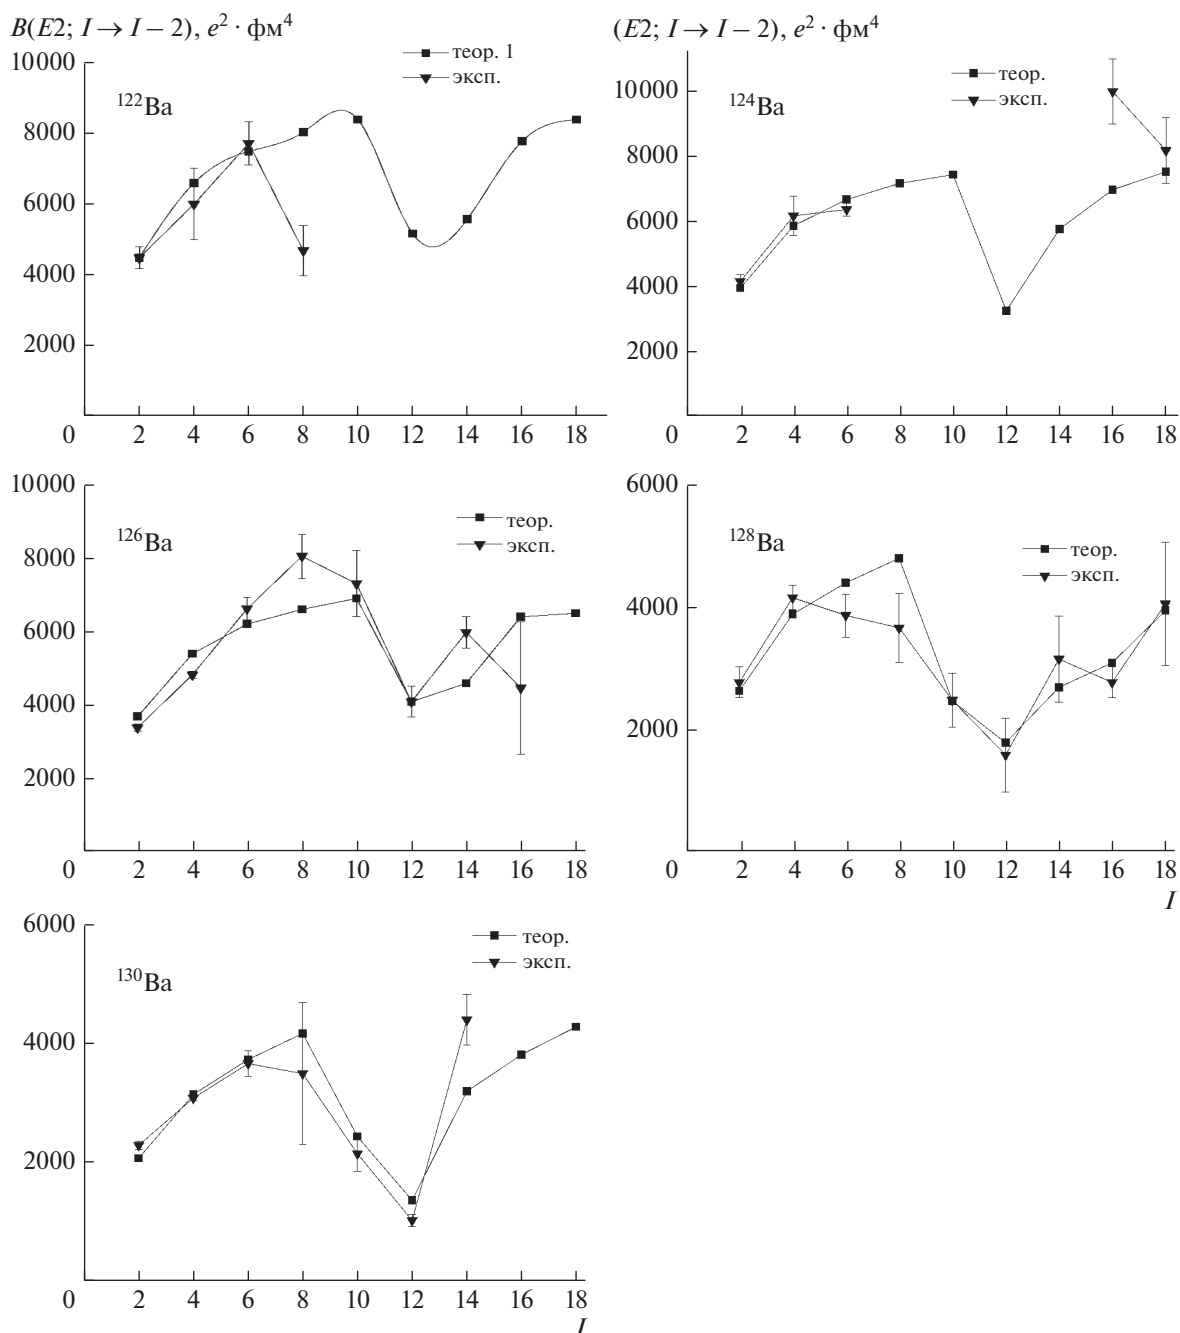 B(E2; I → I – 2), e² · фм⁴
10000
8000
6000
4000
2000
0
¹²²Ba
теор. 1
эксп.
2 4 6 8 10 12 14 16 18
(E2; I → I – 2), e² · фм⁴
10000
8000
6000
4000
2000
0
¹²⁴Ba
теор.
эксп.
2 4 6 8 10 12 14 16 18
10000
8000
6000
4000
2000
0
¹²⁶Ba
теор.
эксп.
2 4 6 8 10 12 14 16 18
6000
4000
2000
0
¹²⁸Ba
теор.
эксп.
2 4 6 8 10 12 14 16 18
I
6000
4000
2000
0
¹³⁰Ba
теор.
эксп.
2 4 6 8 10 12 14 16 18
I